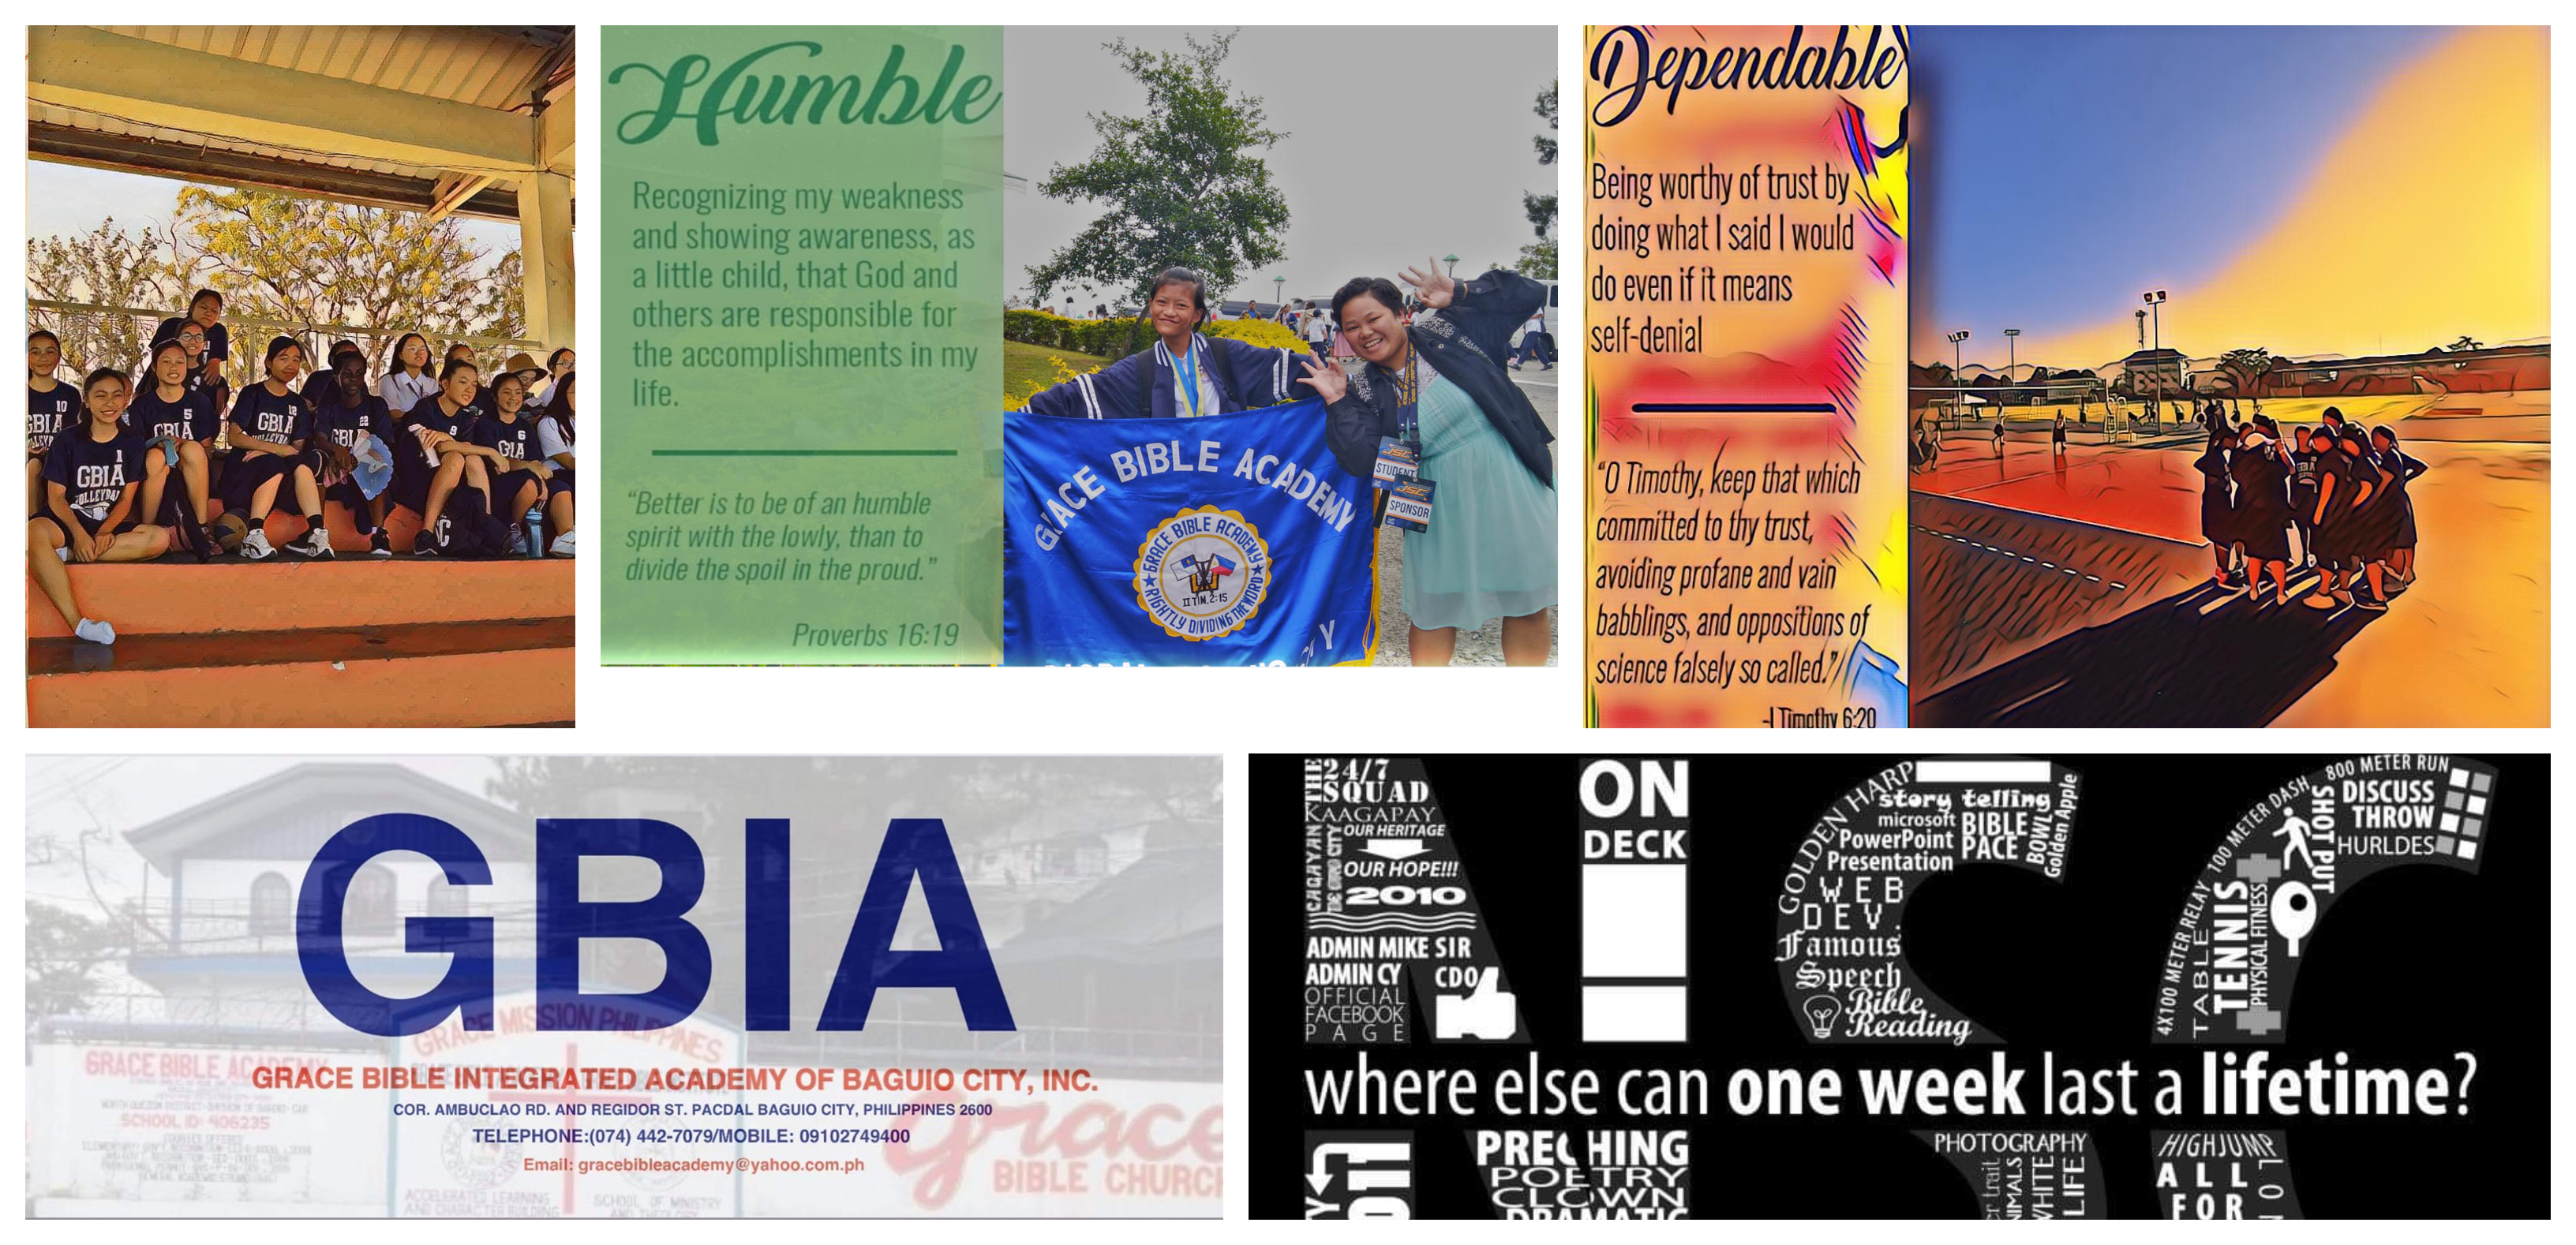 10
GBIA
5
GBIA
12
GBIA
VOLLEYBALL
22
GBI
9
6
GBIA
1
GBIA
VOLLEYBAL
Humble
Recognizing my weakness
and showing awareness, as
a little child, that God and
others are responsible for
the accomplishments in my
life.
“Better is to be of an humble
spirit with the lowly, than to
divide the spoil in the proud.”
Proverbs 16:19
GRACE BIBLE ACADEMY
GRACE BIBLE ACADEMY
II TIM. 2:15
RIGHTLY DIVIDING THE WORD
JSC
STUDENT
JSC
SPONSOR
Dependable
Being worthy of trust by
doing what I said I would
do even if it means
self-denial
“O Timothy, keep that which
committed to thy trust,
avoiding profane and vain
babblings, and oppositions of
science falsely so called.”
-I Timothy 6:20
GBIA
GRACE MISSION PHILIPPINES
GRACE BIBLE ACADEMY
SCHOOL ID: 406235
GRACE BIBLE INTEGRATED ACADEMY OF BAGUIO CITY, INC.
COR. AMBUCLAO RD. AND REGIDOR ST. PACDAL BAGUIO CITY, PHILIPPINES 2600
TELEPHONE:(074) 442-7079/MOBILE: 09102749400
Email: gracebibleacademy@yahoo.com.ph
grace
BIBLE CHURCH
ACCELERATED LEARNING
AND CHARACTER BUILDING
SCHOOL OF MINISTRY
AND THEOLOGY
THE
24/7
SQUAD
KAAGAPAY
CAGAYAN
DE ORO CITY
OUR HERITAGE
OUR HOPE!!!
2010
ADMIN MIKE SIR
ADMIN CY CDO
OFFICIAL
FACEBOOK
PAGE
ON
DECK
GOLDEN HARP
story telling
microsoft
PowerPoint
Presentation
BIBLE
PACE
BOWL
Golden Apple
WEB
DEV.
Famous
Speech
Bible
Reading
4X100 METER RELAY 100 METER DASH 800 METER RUN
TABLE
TENNIS
PHYSICAL FITNESS
SHOT PUT
DISCUSS
THROW
HURLDES
where else can one week last a lifetime?
2011
PRE CHING
POETRY
CLOWN
DRAMATIC
PHOTOGRAPHY
HIGHJUMP
ALL
FOR